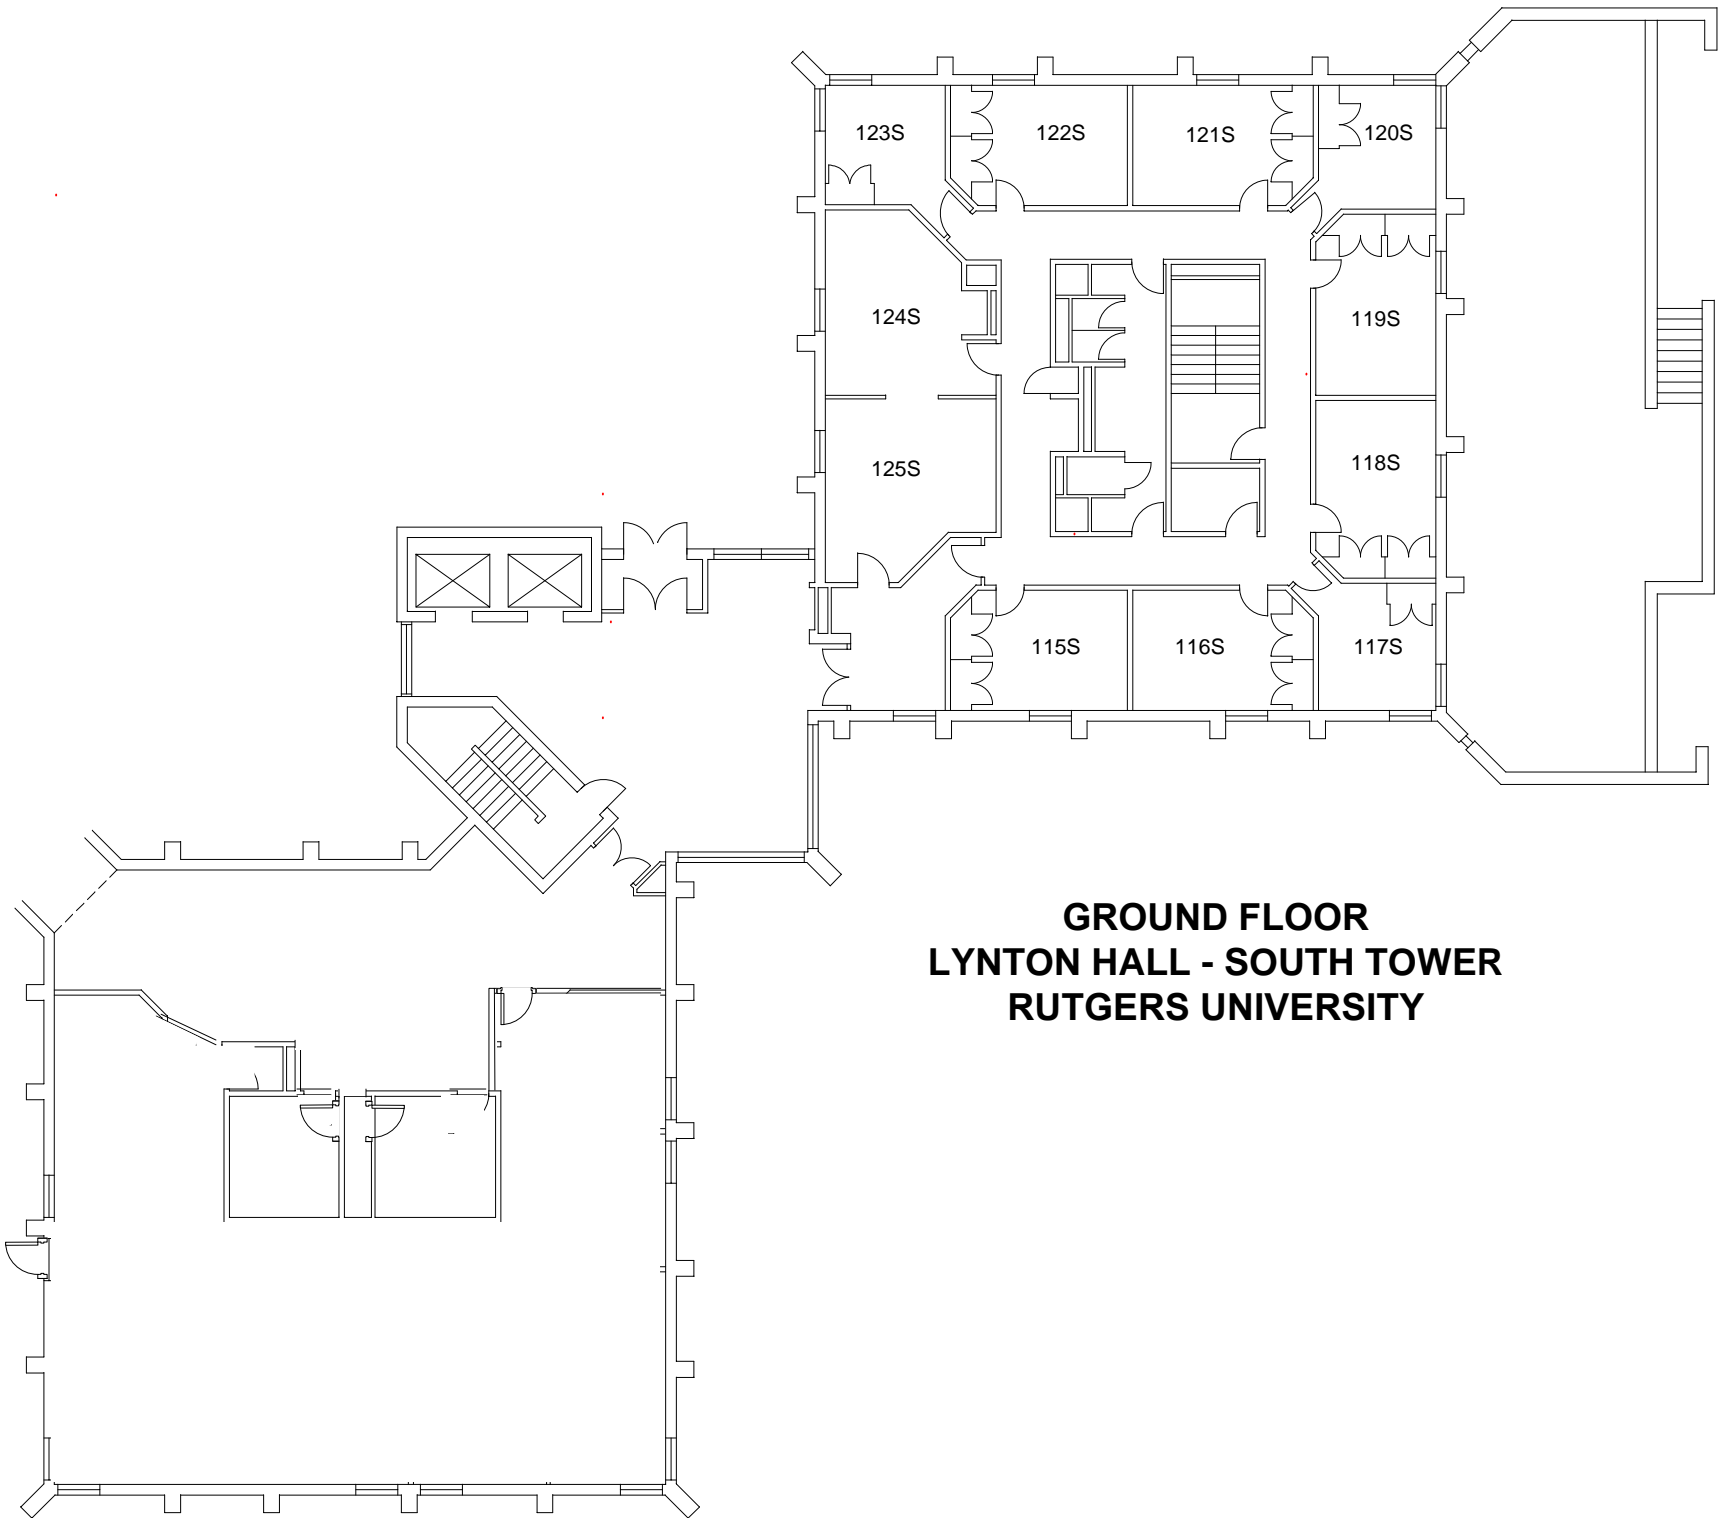 123S
122S
121S
120S
124S
119S
125S
118S
115S
116S
117S
GROUND FLOOR
LYNTON HALL - SOUTH TOWER
RUTGERS UNIVERSITY